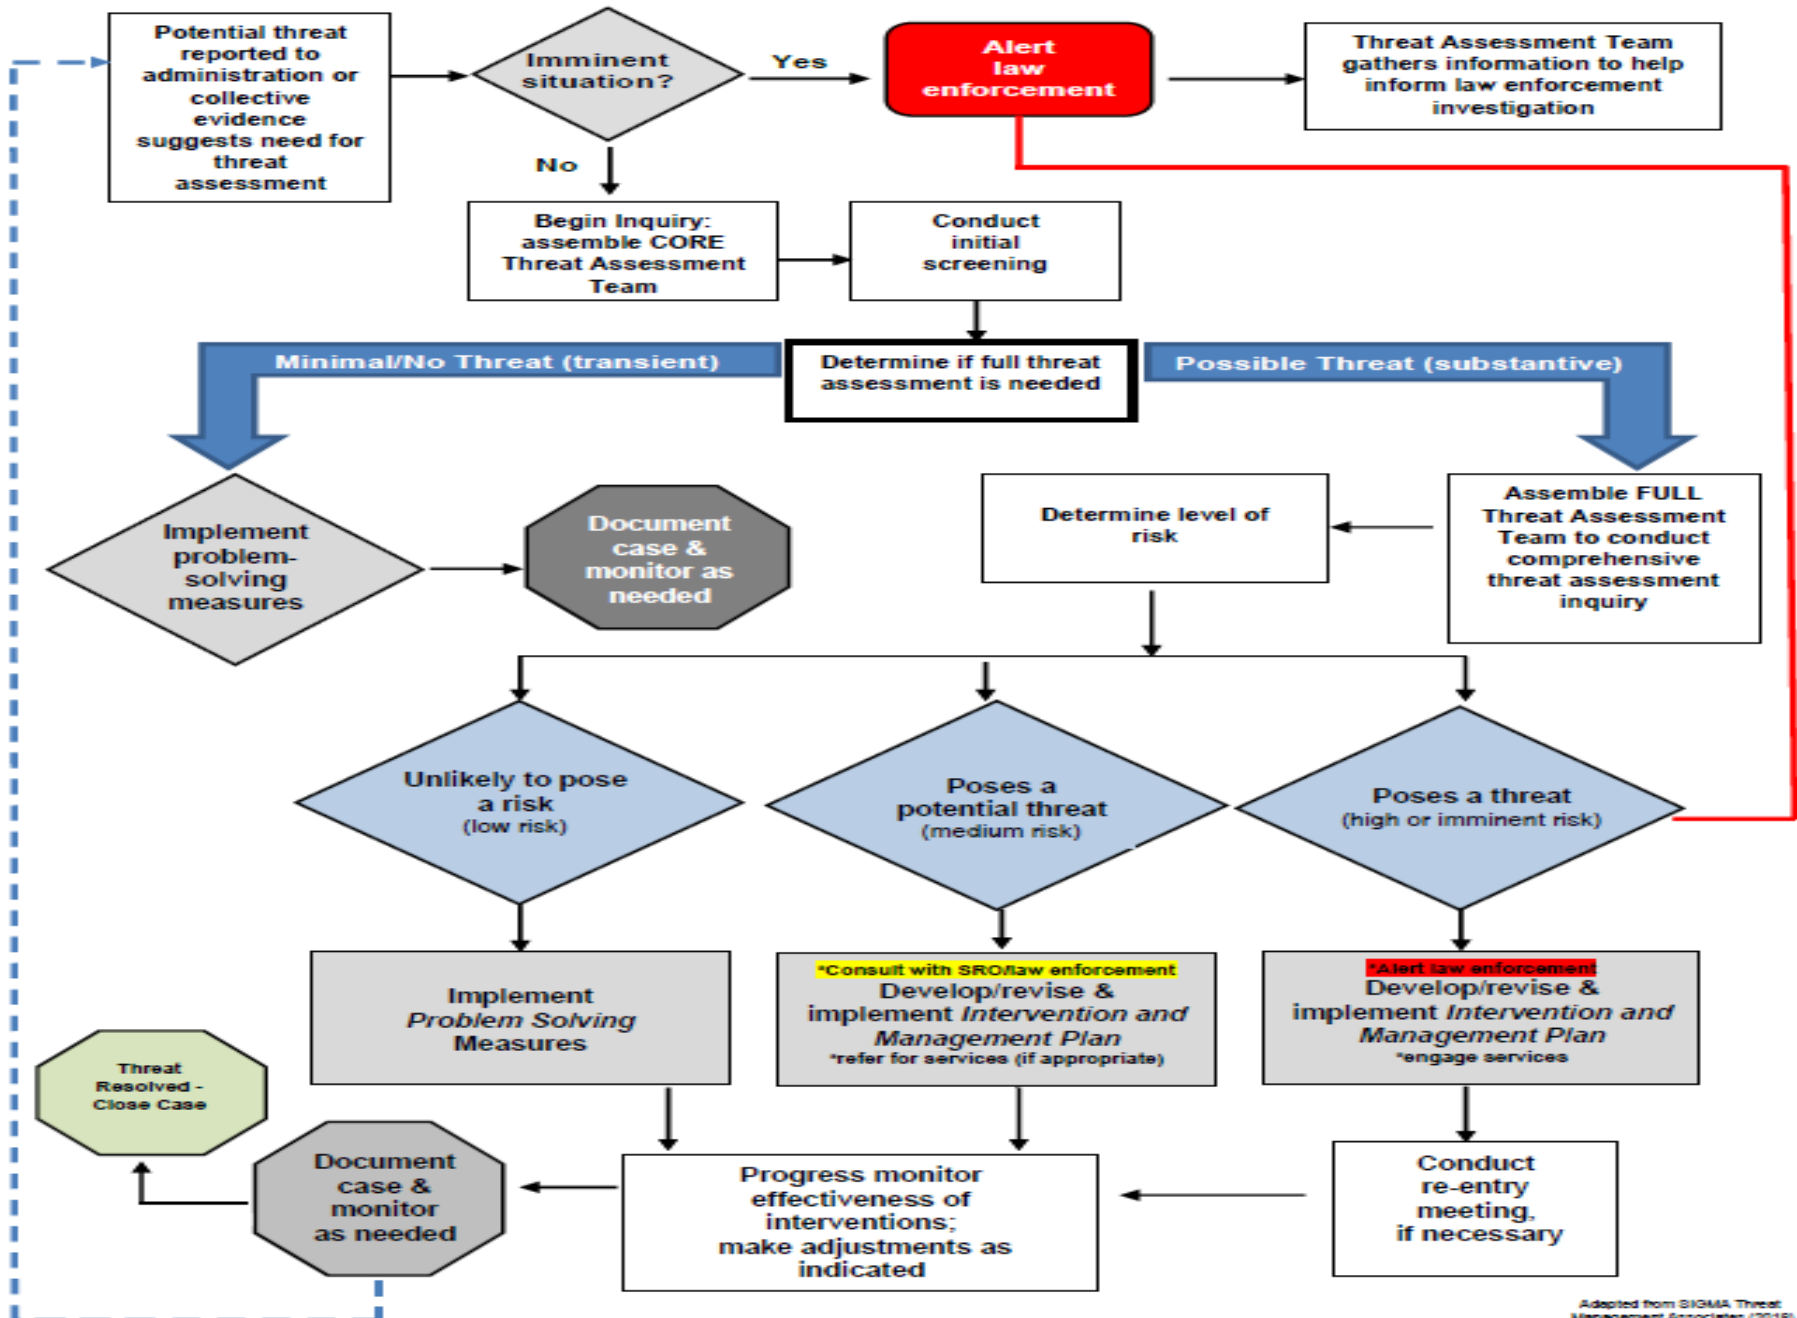 Potential threat
reported to
administration or
collective
evidence
suggests need for
threat
assessment
Imminent
situation?
Yes
Alert
law
enforcement
Threat Assessment Team
gathers information to help
inform law enforcement
investigation
No
Begin Inquiry:
assemble CORE
Threat Assessment
Team
Conduct
initial
screening
Minimal/No Threat (transient)
Determine if full threat
assessment is needed
Possible Threat (substantive)
Implement
problem-
solving
measures
Document
case &
monitor as
needed
Determine level of
risk
Assemble FULL
Threat Assessment
Team to conduct
comprehensive
threat assessment
inquiry
Unlikely to pose
a risk
(low risk)
Poses a
potential threat
(medium risk)
Poses a threat
(high or imminent risk)
Implement
Problem Solving
Measures
*Consult with SRO/law enforcement
Develop/revise &
implement Intervention and
Management Plan
*refer for services (if appropriate)
*Alert law enforcement
Develop/revise &
implement Intervention and
Management Plan
*engage services
Threat
Resolved -
Close Case
Document
case &
monitor
as needed
Progress monitor
effectiveness of
interventions;
make adjustments as
indicated
Conduct
re-entry
meeting,
if necessary
Adapted from SIGMA Threat
Management Associates